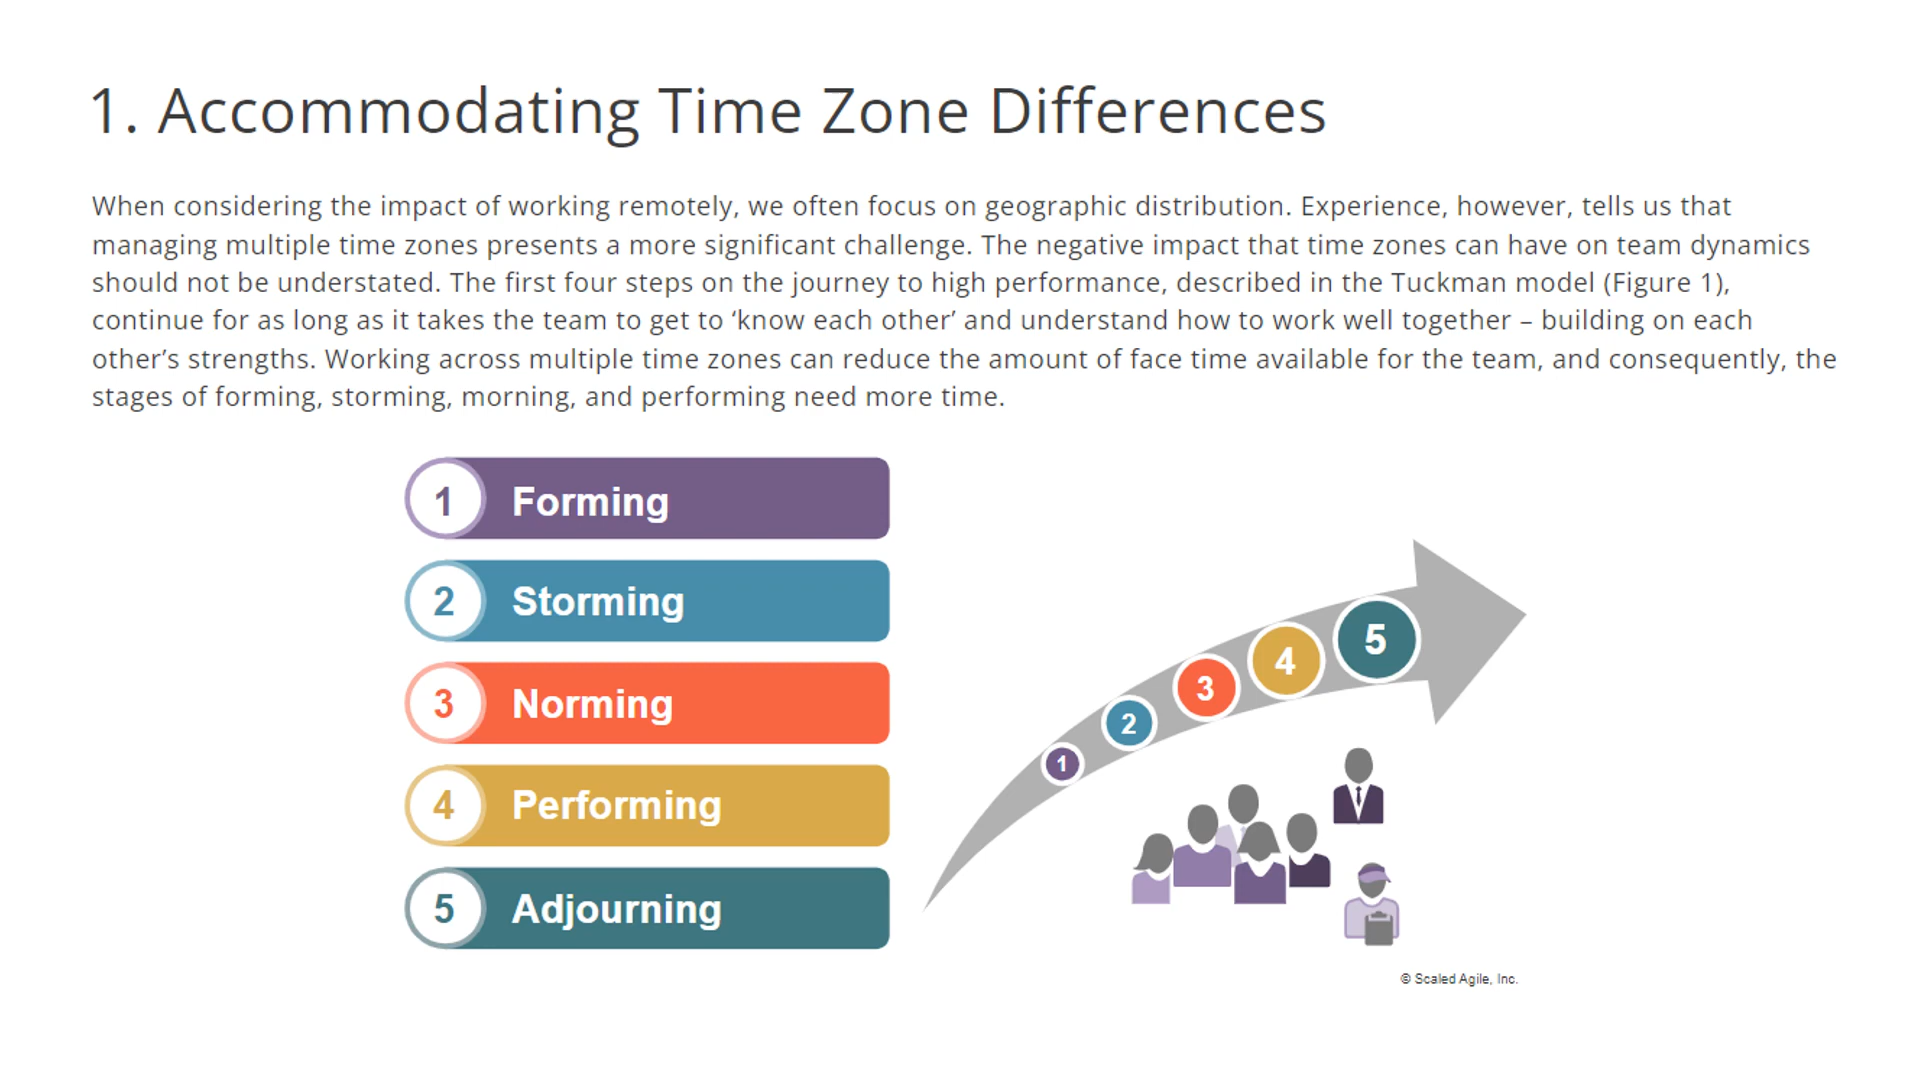 1. Accommodating Time Zone Differences
When considering the impact of working remotely, we often focus on geographic distribution. Experience, however, tells us that
managing multiple time zones presents a more significant challenge. The negative impact that time zones can have on team dynamics
should not be understated. The first four steps on the journey to high performance, described in the Tuckman model (Figure 1),
continue for as long as it takes the team to get to ‘know each other’ and understand how to work well together – building on each
other’s strengths. Working across multiple time zones can reduce the amount of face time available for the team, and consequently, the
stages of forming, storming, morning, and performing need more time.
1 Forming
2 Storming
3 Norming
4 Performing
5 Adjourning
1
2
3
4
5
© Scaled Agile, Inc.